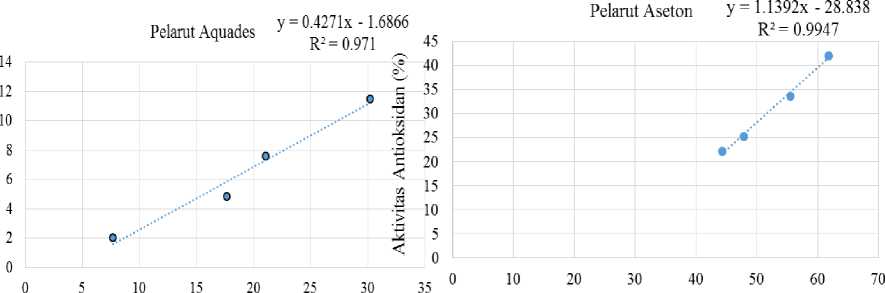 Pelarut Aquades
y = 0.4271x - 1.6866
R² = 0.971
14
12
10
8
6
4
2
0
0 5 10 15 20 25 30 35
Pelarut Aseton
y = 1.1392x - 28.838
R² = 0.9947
Aktivitas Antioksidan (%)
45
40
35
30
25
20
15
10
5
0
0 10 20 30 40 50 60 70